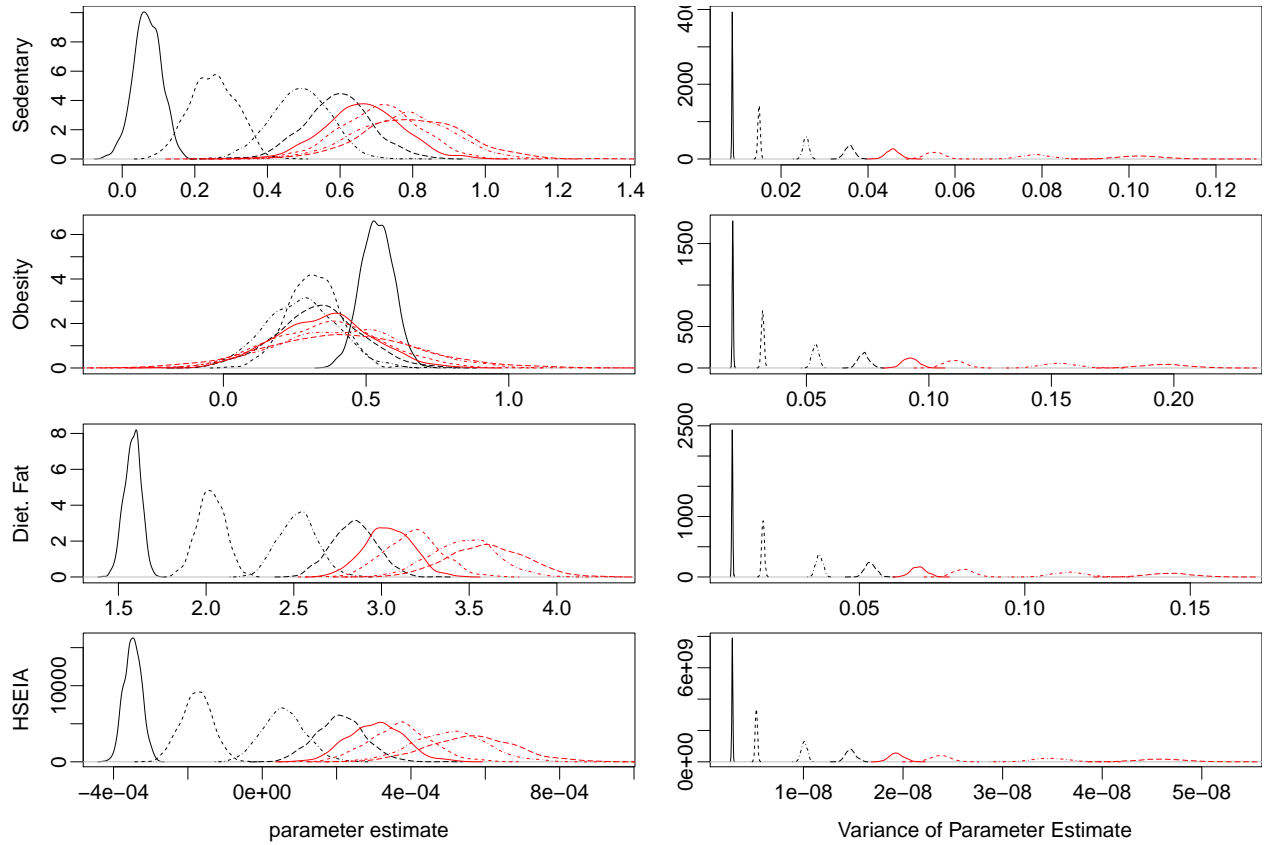 Sedentary
0 2 4 6 8
0.0 0.2 0.4 0.6 0.8 1.0 1.2 1.4
0 2000 4000
0.02 0.04 0.06 0.08 0.10 0.12
Obesity
0 2 4 6
0.0 0.5 1.0
0 500 1500
0.05 0.10 0.15 0.20
Diet. Fat
0 2 4 6 8
1.5 2.0 2.5 3.0 3.5 4.0
0 1000 2500
0.05 0.10 0.15
HSEIA
0 10000
−4e−04 0e+00 4e−04 8e−04
0e+00 6e+09
1e−08 2e−08 3e−08 4e−08 5e−08
parameter estimate
Variance of Parameter Estimate